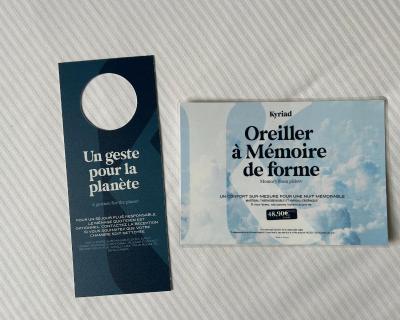 Un geste
pour la
planète
A gesture for the planet
POUR UN SÉJOUR PLUS RESPONSABLE
LE MÉNAGE QUOTIDIEN EST
OPTIONNEL. CONTACTEZ LA RÉCEPTION
SI VOUS SOUHAITEZ QUE VOTRE
CHAMBRE SOIT NETTOYÉE
Kyriad
Oreiller
à Mémoire
de forme
Memory foam pillow
UN CONFORT SUR-MESURE POUR UNE NUIT MÉMORABLE
48,90€